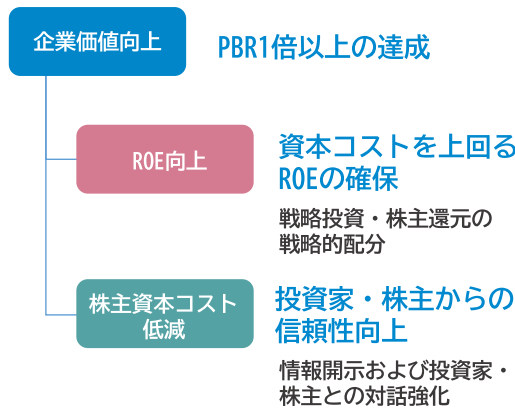 企業価値向上
PBR1倍以上の達成
ROE向上
資本コストを上回る
ROEの確保
戦略投資・株主還元の
戦略的配分
株主資本コスト
低減
投資家・株主からの
信頼性向上
情報開示および投資家・
株主との対話強化